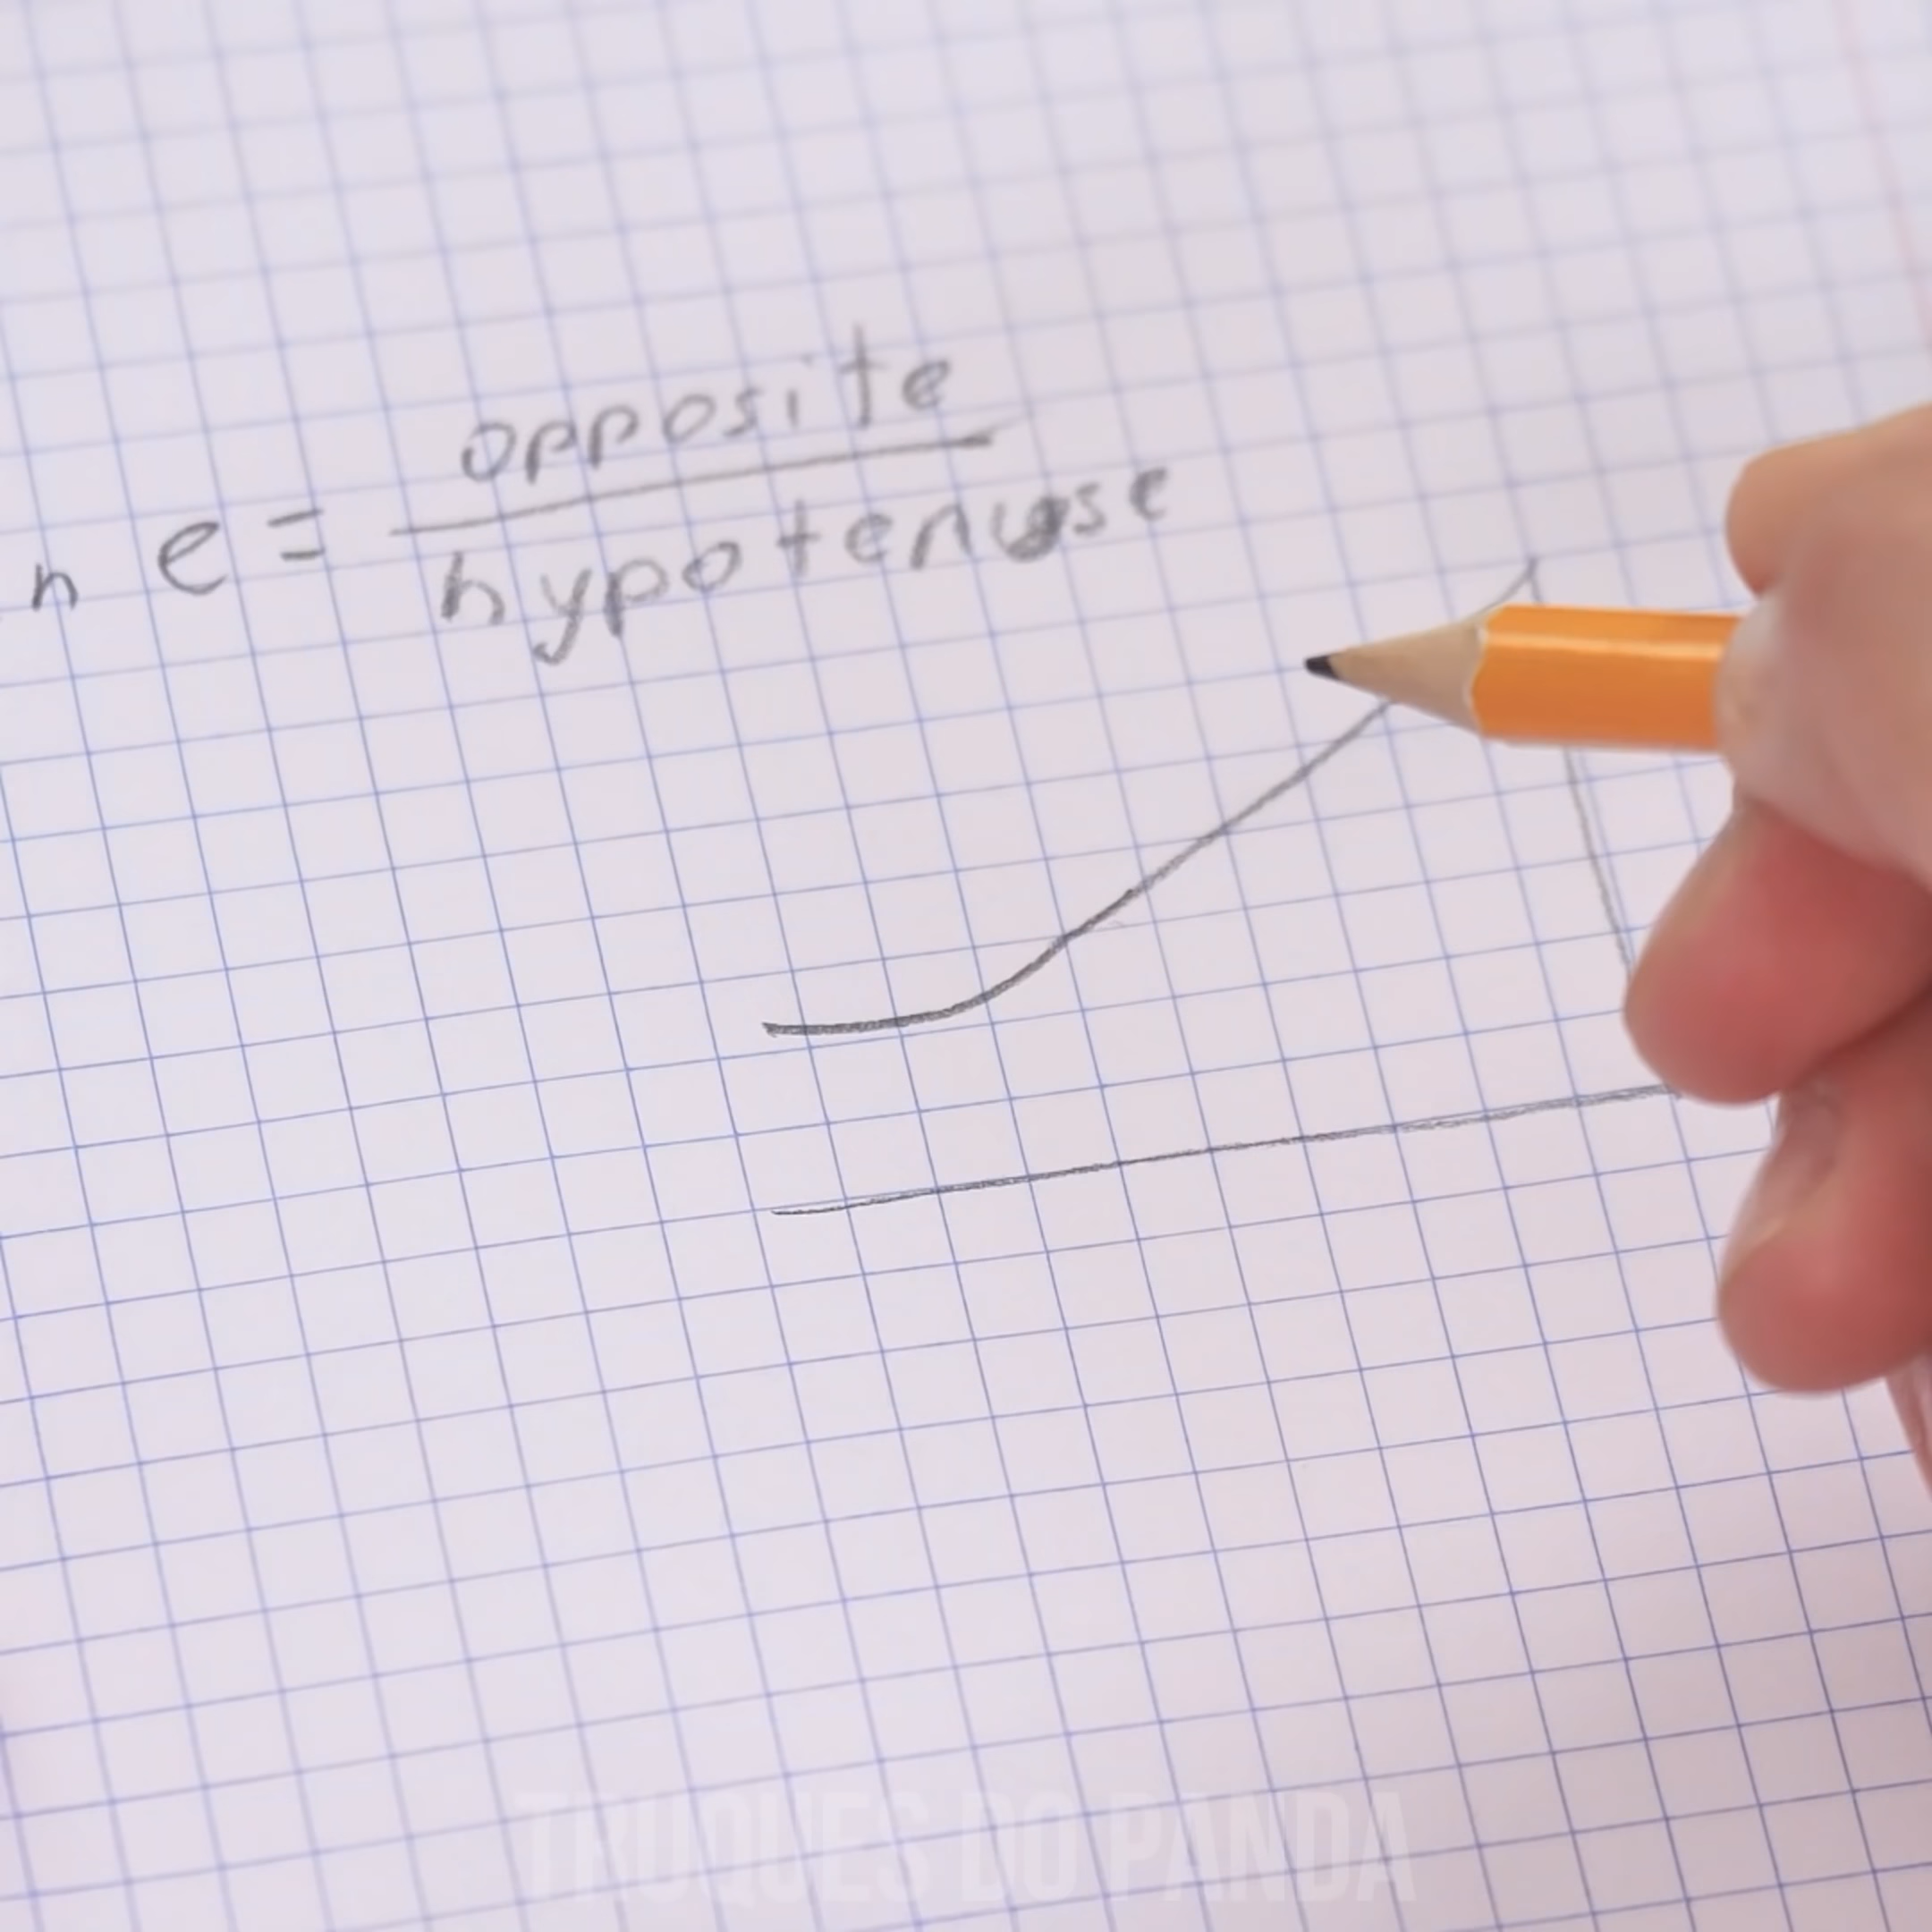 opposite
n e =
hypotenuse
TRUQUES DO PANDA